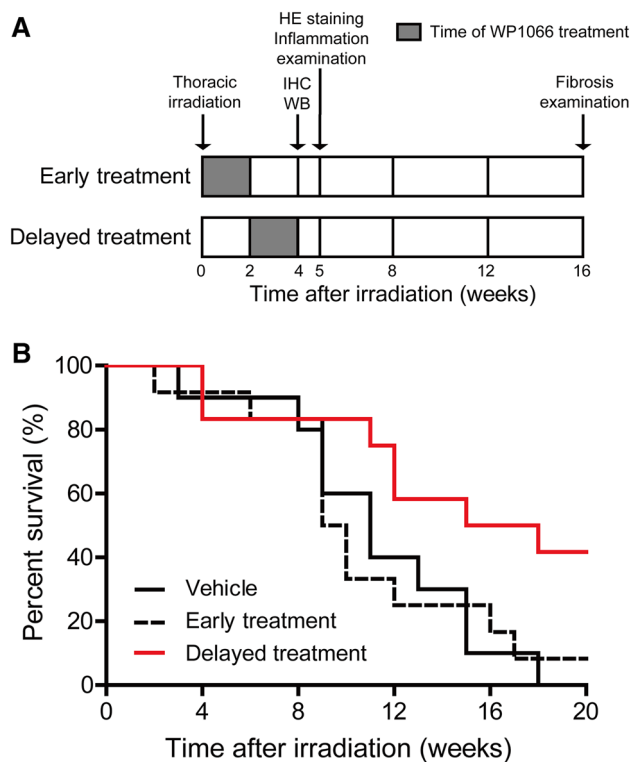 A
HE staining
Inflammation
examination
Time of WP1066 treatment
Thoracic
irradiation
IHC
WB
Fibrosis
examination
Early treatment
Delayed treatment
0 2 4 5 8 12 16
Time after irradiation (weeks)
B
Percent survival (%)
100
80
60
40
20
0
Vehicle
Early treatment
Delayed treatment
0 4 8 12 16 20
Time after irradiation (weeks)